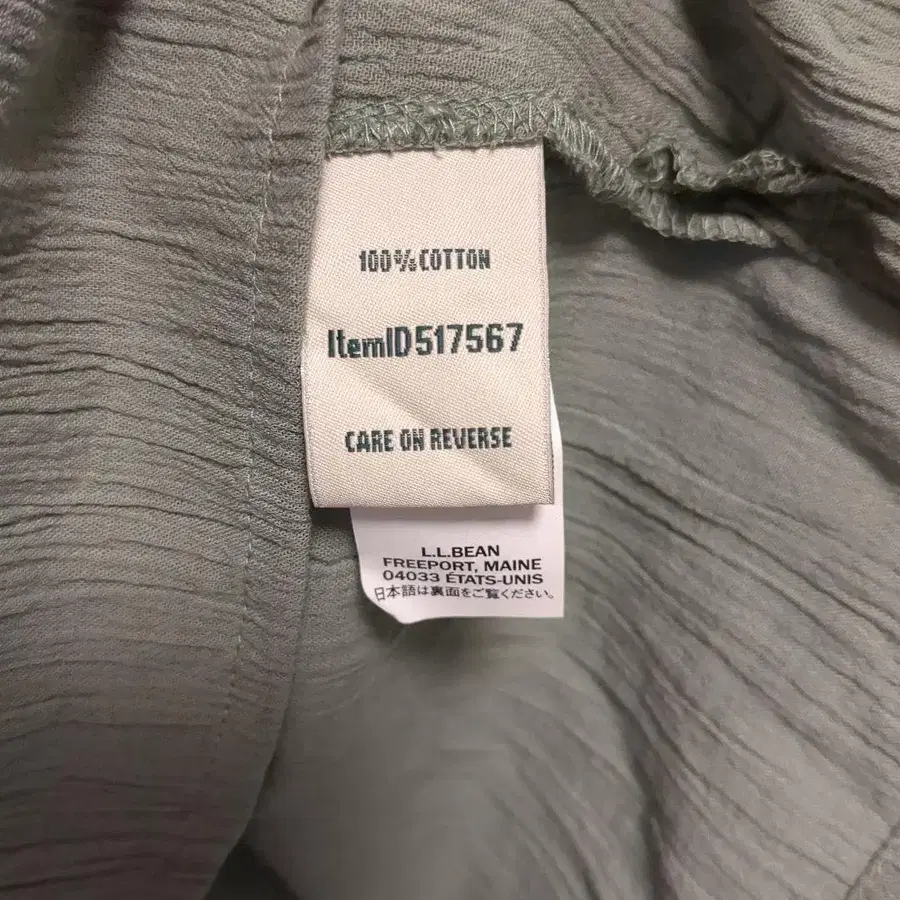 100% COTTON
ItemID 517567
CARE ON REVERSE
L.L.BEAN
FREEPORT, MAINE
04033 ÉTATS-UNIS
日本語は裏面をご覧ください。